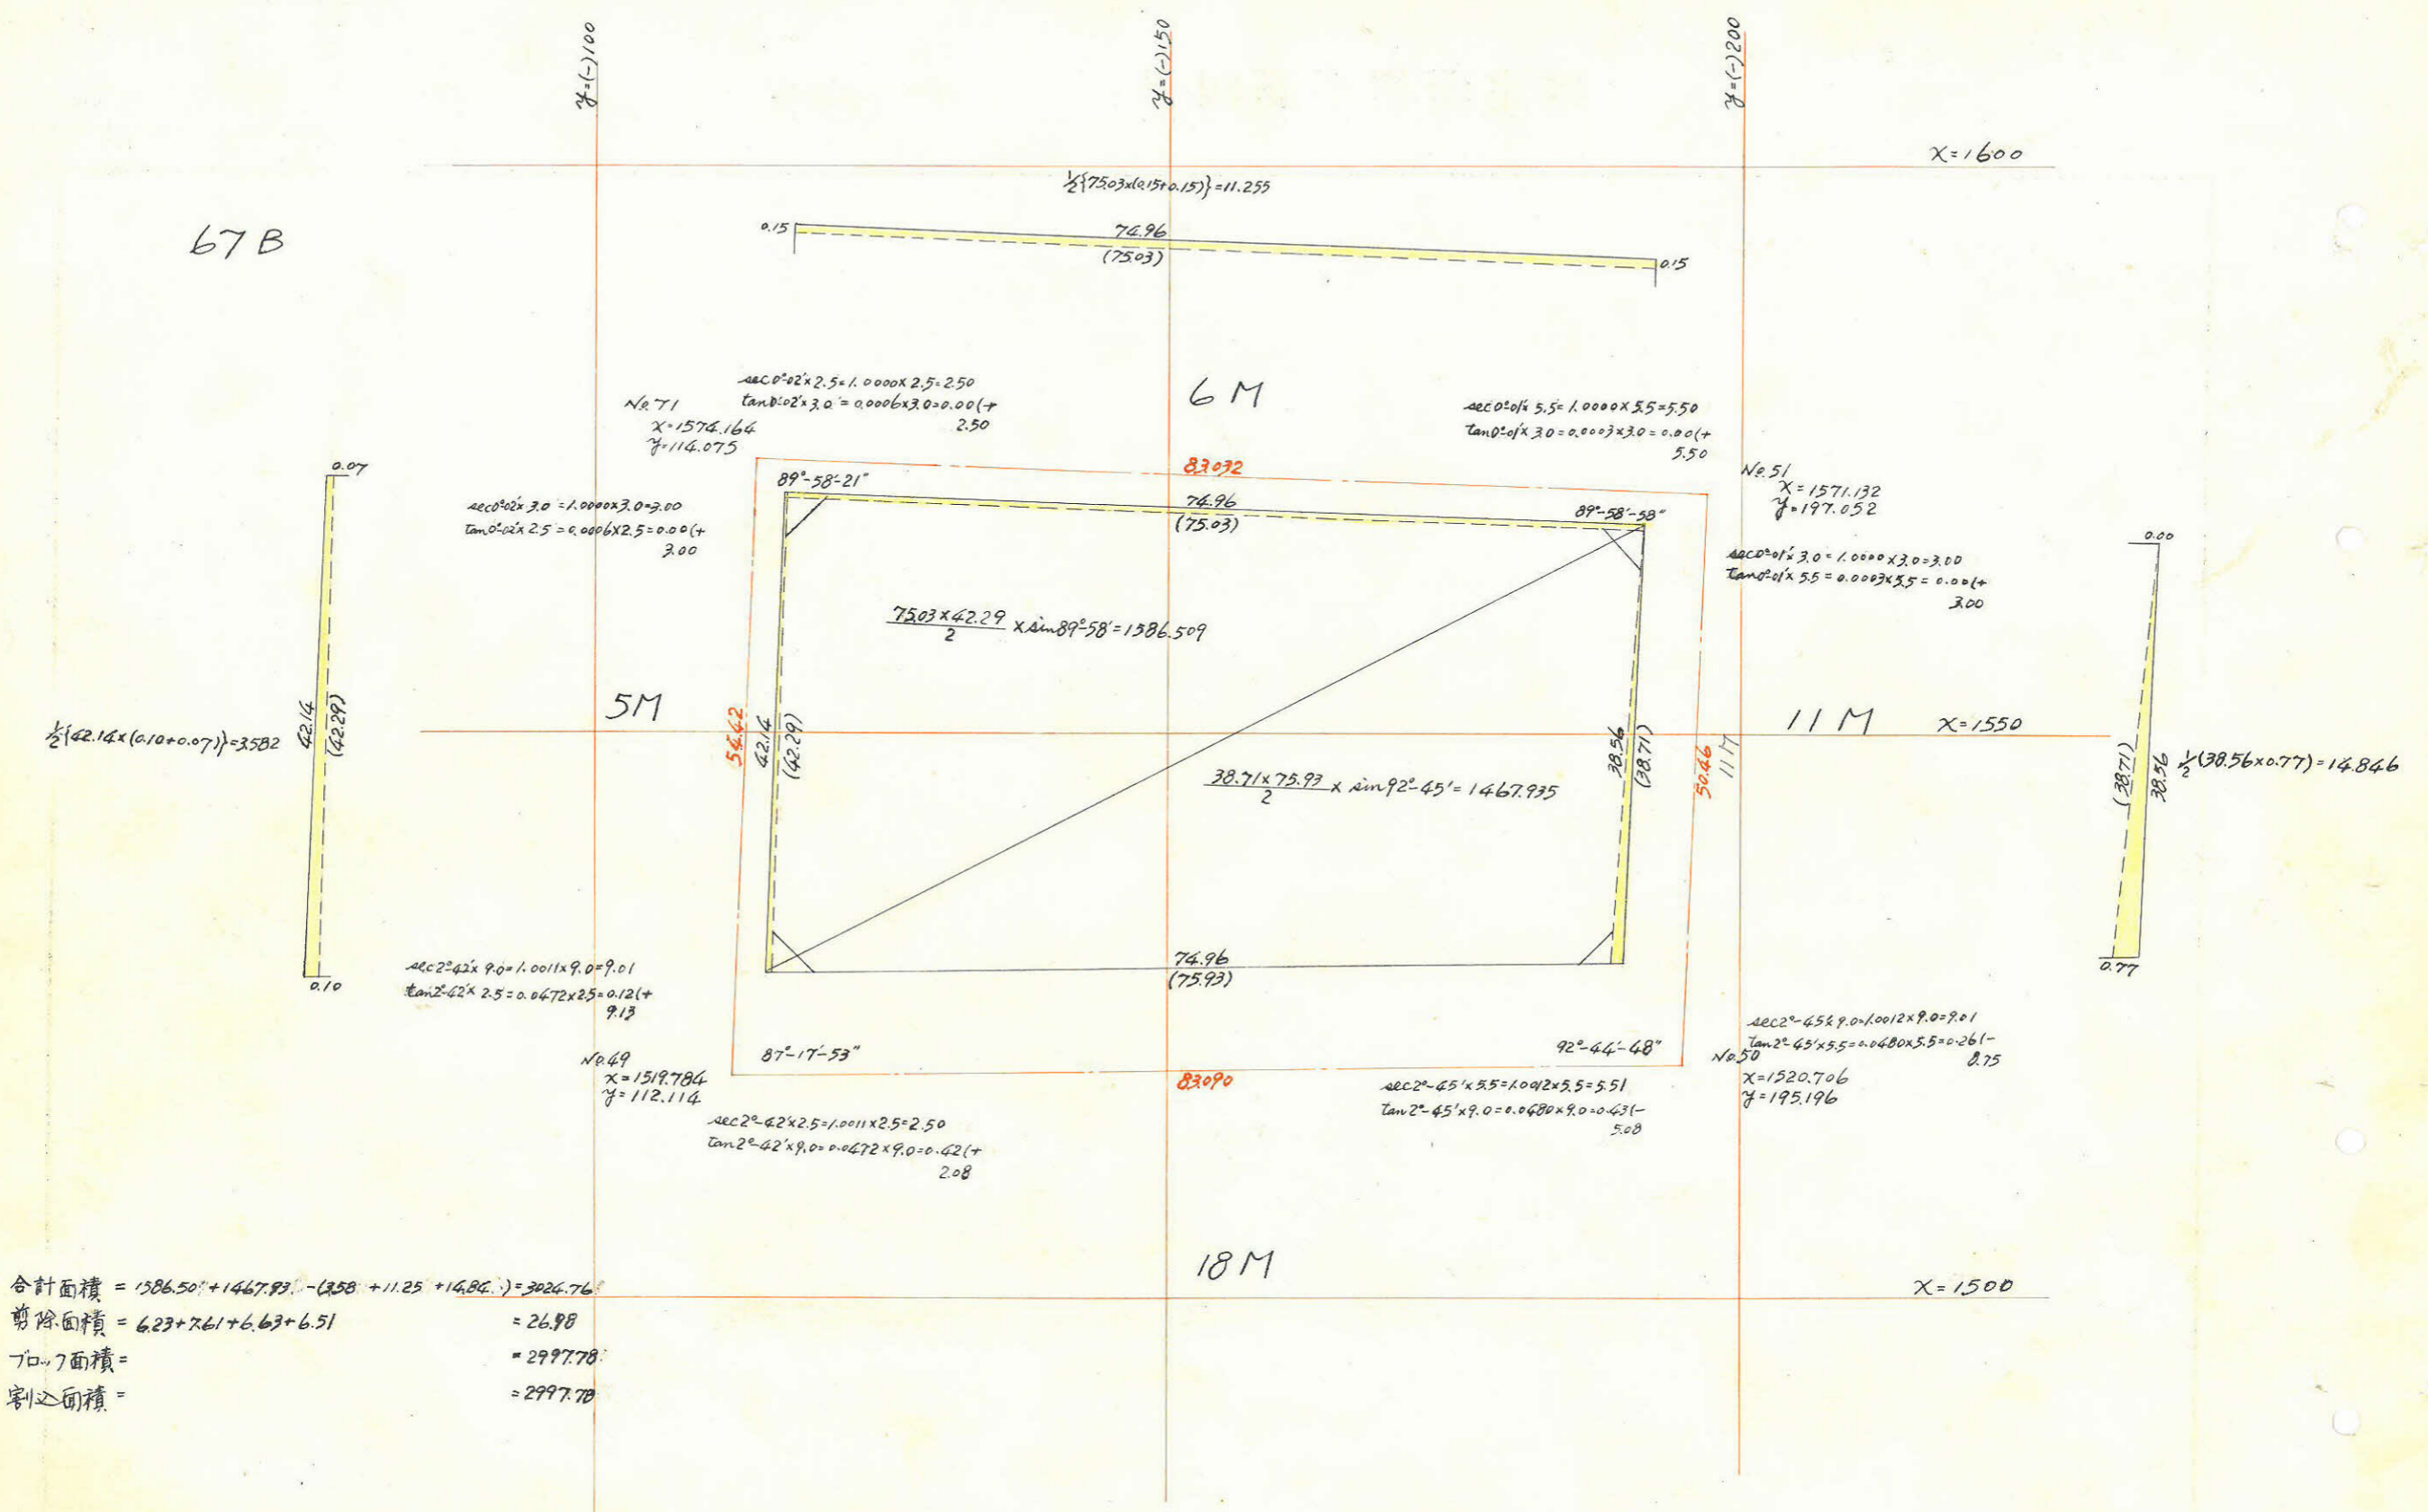 y=(-)100
y=(-)150
y=(-)200
x=1600
½{75.03×(0.15+0.15)}=11.255
67B
0.15
74.96
(75.03)
0.15
sec0°-02'×2.5=1.0000×2.5=2.50
tan0°-02'×3.0=0.0006×3.0=0.00(+
2.50
6M
sec0°-01'×5.5=1.0000×5.5=5.50
tan0°-01'×3.0=0.0003×3.0=0.00(+
5.50
No.71
x=1574.164
y=114.075
83.032
No.51
x=1571.132
y=197.052
0.07
89°-58'-21"
74.96
(75.03)
89°-58'-58"
sec0°-02'×3.0=1.0000×3.0=3.00
tan0°-02'×2.5=0.0006×2.5=0.00(+
3.00
sec0°-01'×3.0=1.0000×3.0=3.00
tan0°-01'×5.5=0.0003×5.5=0.00(+
3.00
0.00
75.03×42.29
2
×sin89°-58'=1586.509
½{42.14×(0.10+0.07)}=3.582
42.14
(42.29)
5M
54.42
42.14
(42.29)
38.56
(38.71)
50.46
11M
11M
x=1550
(38.71)
38.56
½(38.56×0.77)=14.846
38.71×75.93
2
×sin92°-45'=1467.935
0.10
74.96
(75.93)
0.77
sec2°-42'×9.0=1.0011×9.0=9.01
tan2°-42'×2.5=0.0472×2.5=0.12(+
9.13
sec2°-45'×9.0=1.0012×9.0=9.01
tan2°-45'×5.5=0.0480×5.5=0.26(-
8.75
No.49
x=1519.784
y=112.114
87°-17'-53"
83.090
92°-44'-48"
No.50
x=1520.706
y=195.196
sec2°-42'×2.5=1.0011×2.5=2.50
tan2°-42'×9.0=0.0472×9.0=0.42(+
2.08
sec2°-45'×5.5=1.0012×5.5=5.51
tan2°-45'×9.0=0.0480×9.0=0.43(-
5.08
18M
x=1500
合計面積 = 1586.50+1467.93-(3.58+11.25+14.84)=3024.76
剪除面積 = 6.23+7.61+6.63+6.51 =26.98
ブロック面積= =2997.78
割込面積= =2997.78